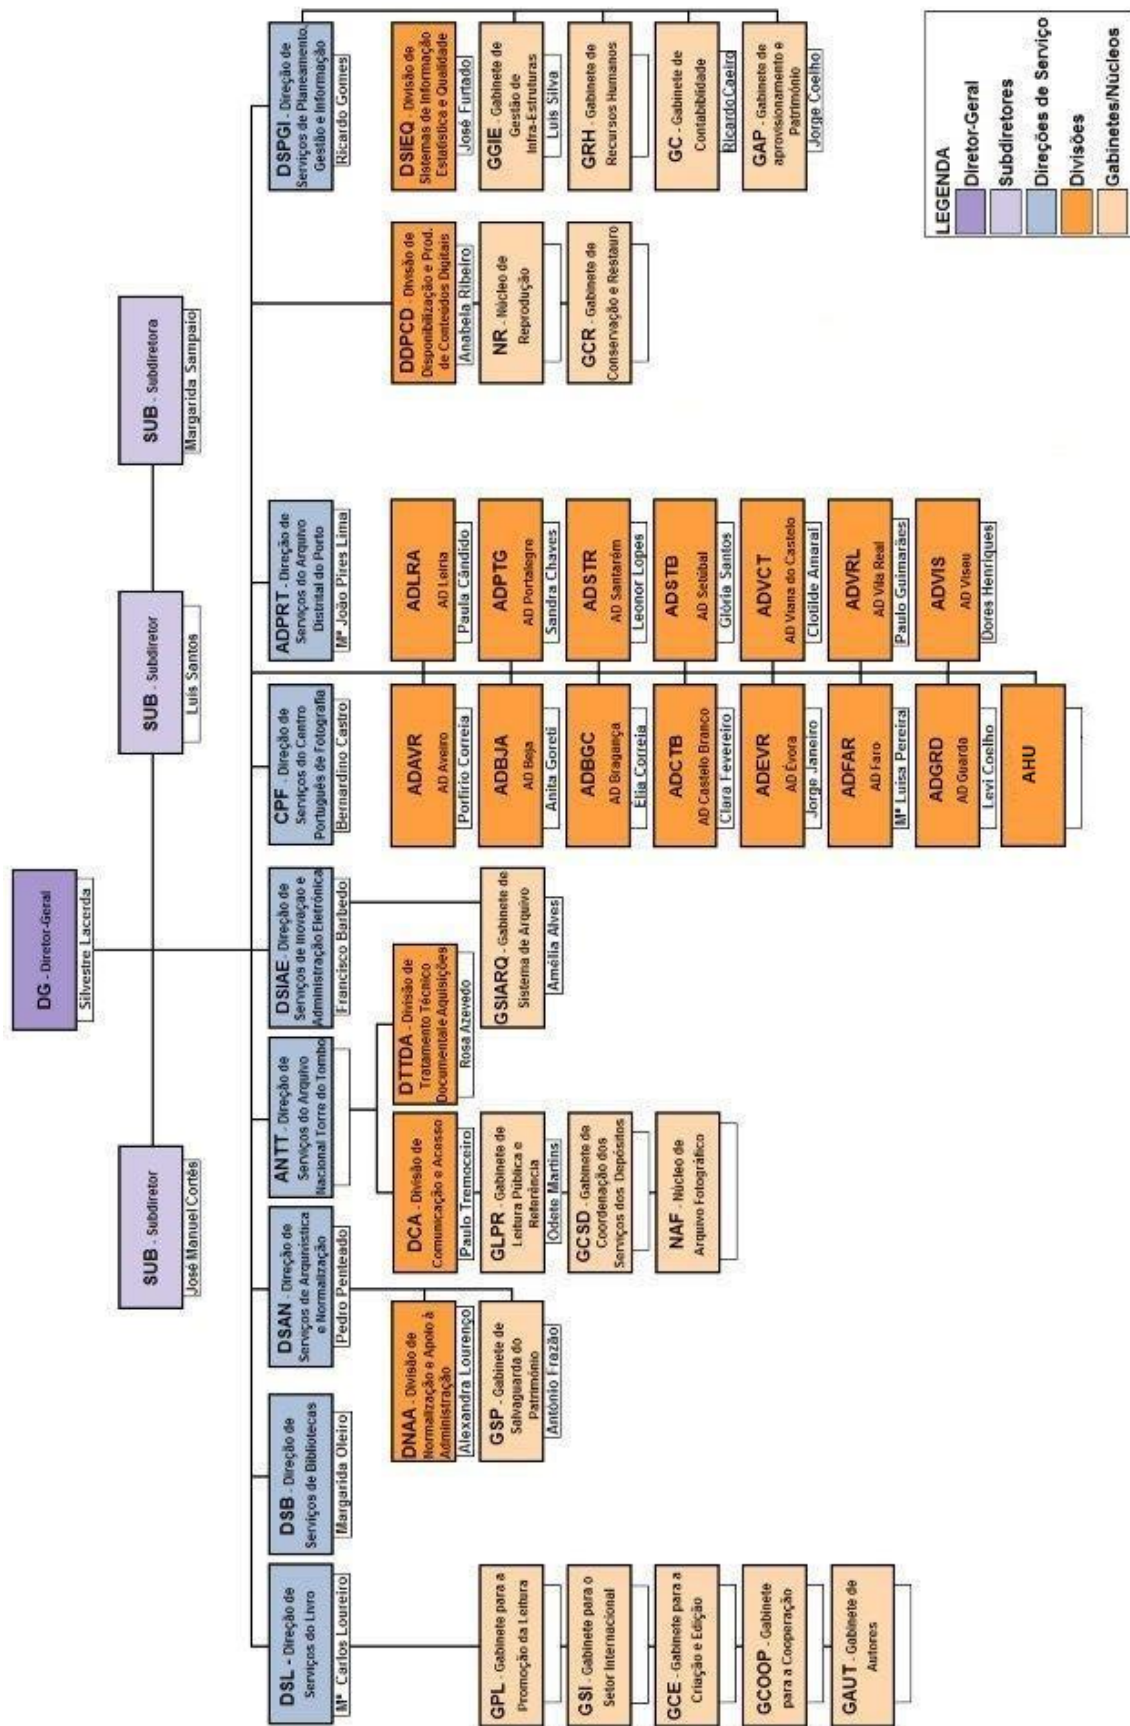 DG - Diretor-Geral
Silvestre Lacerda
SUB - Subdiretor
José Manuel Cortês
SUB - Subdiretor
Luís Santos
SUB - Subdiretora
Margarida Sampaio
DSL - Direção de
Serviços do Livro
Mª Carlos Loureiro
DSB - Direção de
Serviços de Bibliotecas
Margarida Oleiro
DSAN - Direção de
Serviços de Arquivística
e Normalização
Pedro Penteado
ANTT - Direção de
Serviços do Arquivo
Nacional Torre do Tombo
DSIAE - Direção de
Serviços de Inovação e
Administração Eletrónica
Francisco Barbedo
CPF - Direção de
Serviços do Centro
Português de Fotografia
Bernardino Castro
ADPRT - Direção de
Serviços do Arquivo
Distrital do Porto
Mª João Pires Lima
DSPGI - Direção de
Serviços de Planeamento,
Gestão e Informação
Ricardo Gomes
GPL - Gabinete para a
Promoção da Leitura
GSI - Gabinete para o
Setor Internacional
GCE - Gabinete para a
Criação e Edição
GCOOP - Gabinete
para a Cooperação
GAUT - Gabinete de
Autores
DNAA - Divisão de
Normalização e Apoio à
Administração
Alexandra Lourenço
GSP - Gabinete de
Salvaguarda do
Património
António Frazão
DCA - Divisão de
Comunicação e Acesso
Paulo Tremoceiro
GLPR - Gabinete de
Leitura Pública e
Referência
Odete Martins
GCSD - Gabinete de
Coordenação dos
Serviços dos Depósitos
NAF - Núcleo de
Arquivo Fotográfico
DTTDA - Divisão de
Tratamento Técnico
Documental e Aquisições
Rosa Azevedo
GSIARQ - Gabinete de
Sistema de Arquivo
Amélia Alves
ADAVR
AD Aveiro
Porfírio Correia
ADBJA
AD Beja
Anita Goreti
ADBGC
AD Bragança
Élia Correia
ADCTB
AD Castelo Branco
Clara Fevereiro
ADEVR
AD Évora
Jorge Janeiro
ADFAR
AD Faro
Mª Luisa Pereira
ADGRD
AD Guarda
Levi Coelho
AHU
ADLRA
AD Leiria
Paula Cândido
ADPTG
AD Portalegre
Sandra Chaves
ADSTR
AD Santarém
Leonor Lopes
ADSTB
AD Setúbal
Glória Santos
ADVCT
AD Viana do Castelo
Clotilde Amaral
ADVRL
AD Vila Real
Paulo Guimarães
ADVIS
AD Viseu
Dores Henriques
DDPCD - Divisão de
Disponibilização e Prod.
de Conteúdos Digitais
Anabela Ribeiro
NR - Núcleo de
Reprodução
GCR - Gabinete de
Conservação e Restauro
DSIEQ - Divisão de
Sistemas de Informação
Estatística e Qualidade
José Furtado
GGIE - Gabinete de
Gestão de
Infra-Estruturas
Luis Silva
GRH - Gabinete de
Recursos Humanos
GC - Gabinete de
Contabilidade
Ricardo Caeiro
GAP - Gabinete de
aprovisionamento e
Património
Jorge Coelho
LEGENDA
Diretor-Geral
Subdiretores
Direções de Serviço
Divisões
Gabinetes/Núcleos